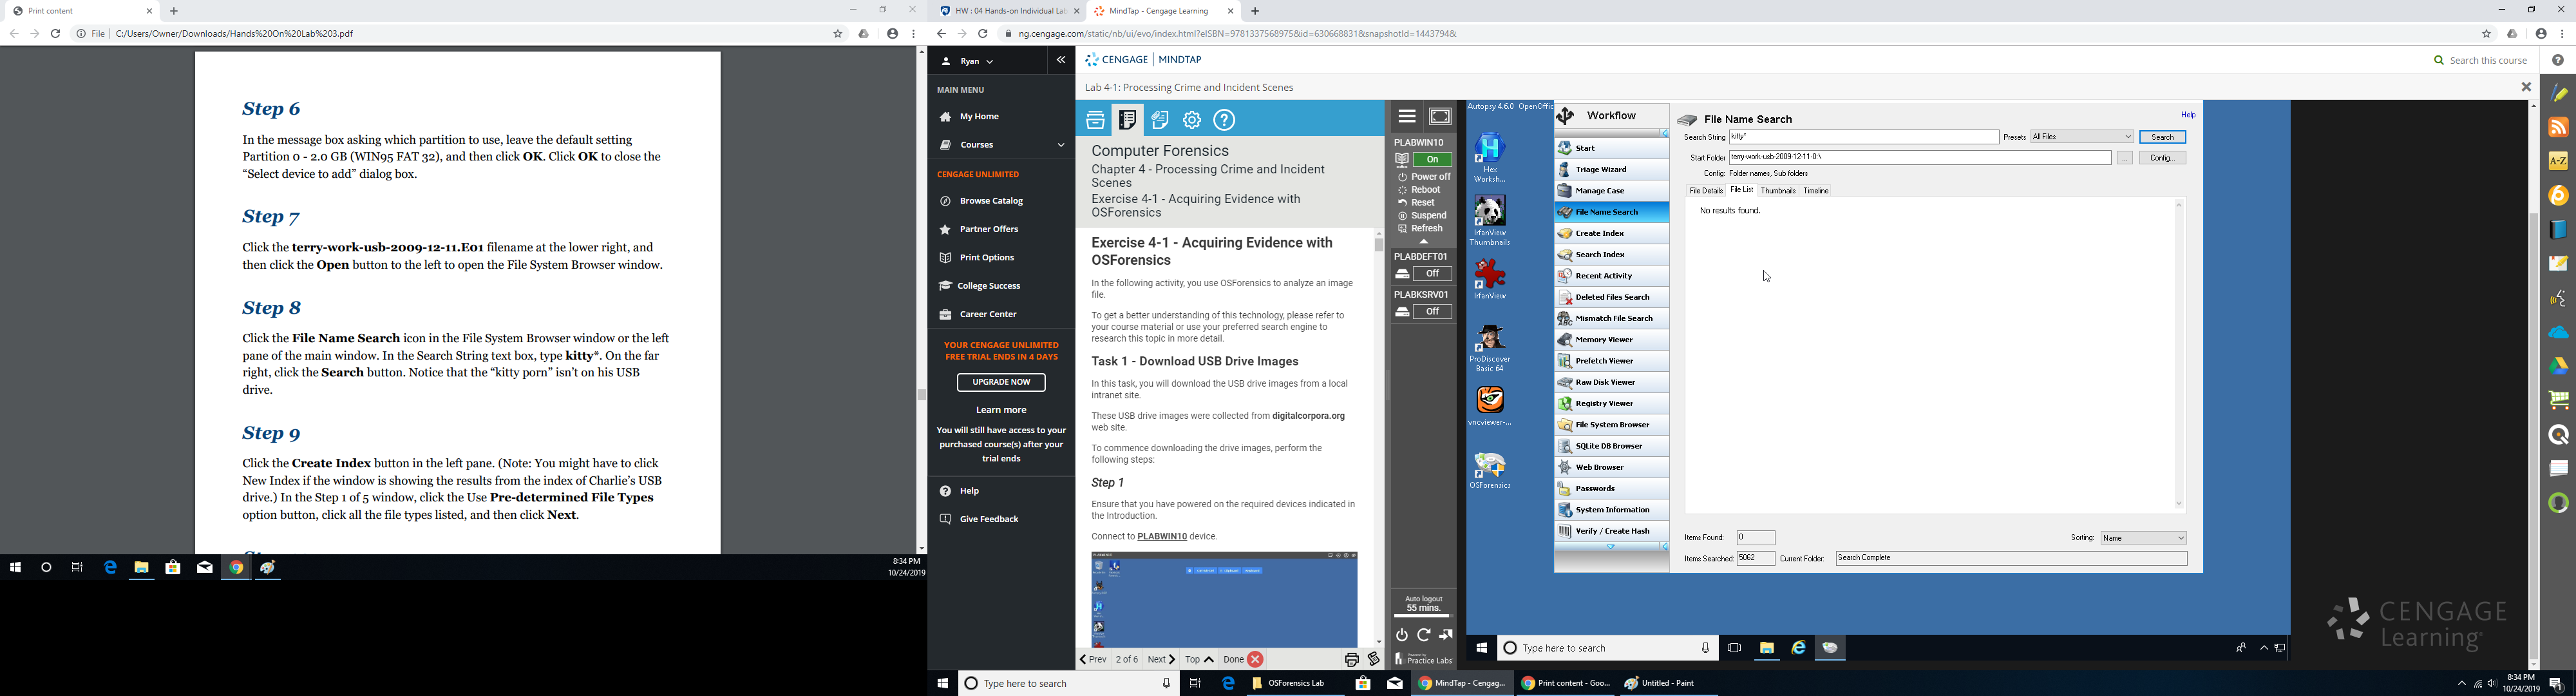 Print content
File
C:/Users/Owner/Downloads/Hands%20On%20Lab%203.pdf
Step 6
In the message box asking which partition to use, leave the default setting
Partition 0 - 2.0 GB (WIN95 FAT 32), and then click OK. Click OK to close the
“Select device to add” dialog box.
Step 7
Click the terry-work-usb-2009-12-11.E01 filename at the lower right, and
then click the Open button to the left to open the File System Browser window.
Step 8
Click the File Name Search icon in the File System Browser window or the left
pane of the main window. In the Search String text box, type kitty*. On the far
right, click the Search button. Notice that the “kitty porn” isn’t on his USB
drive.
Step 9
Click the Create Index button in the left pane. (Note: You might have to click
New Index if the window is showing the results from the index of Charlie’s USB
drive.) In the Step 1 of 5 window, click the Use Pre-determined File Types
option button, click all the file types listed, and then click Next.
8:34 PM
10/24/2019
HW : 04 Hands-on Individual Lab
MindTap - Cengage Learning
ng.cengage.com/static/nb/ui/evo/index.html?eISBN=9781337568975&id=630668831&snapshotId=1443794&
Ryan
MAIN MENU
My Home
Courses
CENGAGE UNLIMITED
Browse Catalog
Partner Offers
Print Options
College Success
Career Center
YOUR CENGAGE UNLIMITED
FREE TRIAL ENDS IN 4 DAYS
UPGRADE NOW
Learn more
You will still have access to your
purchased course(s) after your
trial ends
Help
Give Feedback
CENGAGE MINDTAP
Search this course
Lab 4-1: Processing Crime and Incident Scenes
Computer Forensics
Chapter 4 - Processing Crime and Incident
Scenes
Exercise 4-1 - Acquiring Evidence with
OSForensics
Exercise 4-1 - Acquiring Evidence with
OSForensics
In the following activity, you use OSForensics to analyze an image
file.
To get a better understanding of this technology, please refer to
your course material or use your preferred search engine to
research this topic in more detail.
Task 1 - Download USB Drive Images
In this task, you will download the USB drive images from a local
intranet site.
These USB drive images were collected from digitalcorpora.org
web site.
To commence downloading the drive images, perform the
following steps:
Step 1
Ensure that you have powered on the required devices indicated in
the Introduction.
Connect to PLABWIN10 device.
Prev
2 of 6
Next
Top
Done
PLABWIN10
On
Power off
Reboot
Reset
Suspend
Refresh
PLABDEFT01
Off
PLABKSRV01
Off
Auto logout
55 mins.
Practice Labs
Autopsy 4.6.0 OpenOffic
Hex
Worksh...
IrfanView
Thumbnails
IrfanView
ProDiscover
Basic 64
vncviewer-...
OSForensics
Workflow
Start
Triage Wizard
Manage Case
File Name Search
Create Index
Search Index
Recent Activity
Deleted Files Search
Mismatch File Search
Memory Viewer
Prefetch Viewer
Raw Disk Viewer
Registry Viewer
File System Browser
SQLite DB Browser
Web Browser
Passwords
System Information
Verify / Create Hash
File Name Search
Help
Search String kitty* Presets All Files Search
Start Folder terry-work-usb-2009-12-11-0:\ ... Config...
Config: Folder names, Sub folders
File Details File List Thumbnails Timeline
No results found.
Items Found: 0 Sorting: Name
Items Searched: 5062 Current Folder: Search Complete
CENGAGE
Learning
Type here to search
Type here to search
OSForensics Lab
MindTap - Cengag...
Print content - Goo...
Untitled - Paint
8:34 PM
10/24/2019
A-Z